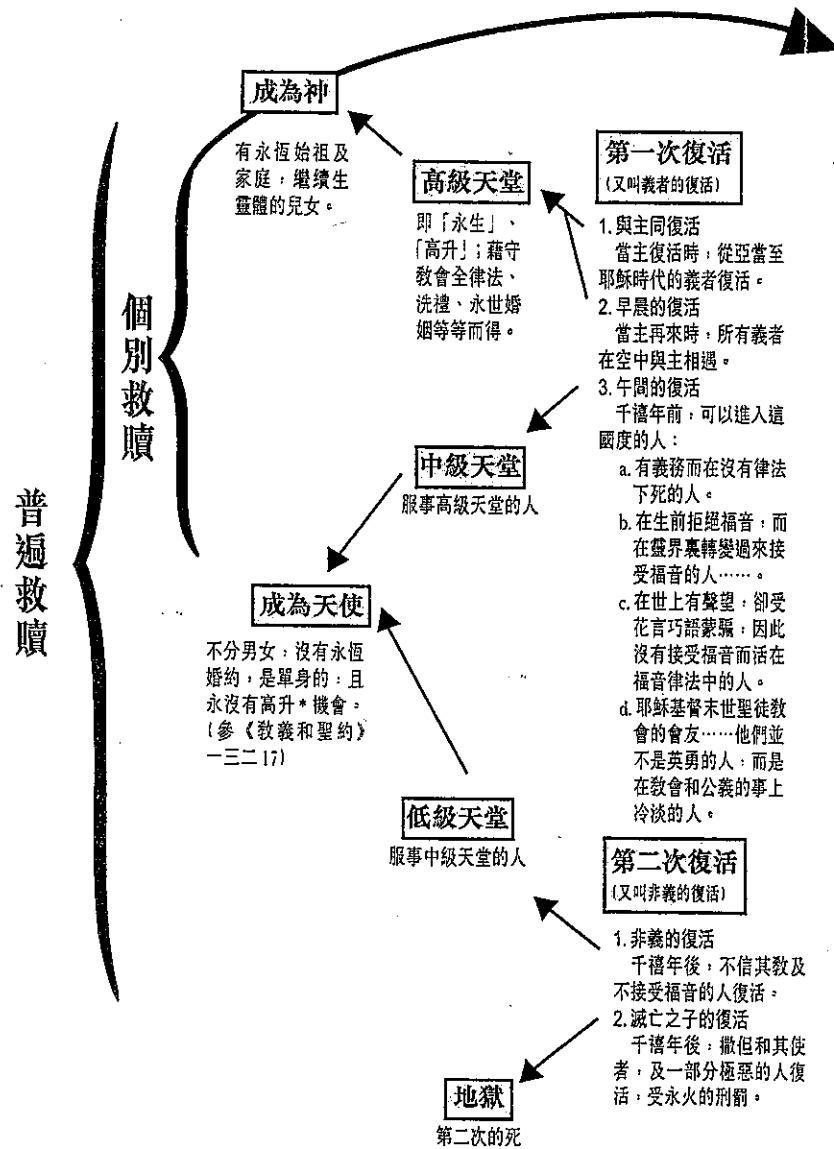 普遍救贖
個別救贖
成為神
有永恆始祖及
家庭，繼續生
靈體的兒女。
高級天堂
即「永生」、
「高升」；藉守
教會全律法、
洗禮、永世婚
姻等等而得。
中級天堂
服事高級天堂的人
成為天使
不分男女，沒有永恆
婚約，是單身的，且
永沒有高升*機會。
(參《教義和聖約》
一三二17)
低級天堂
服事中級天堂的人
地獄
第二次的死
第一次復活
(又叫義者的復活)
1. 與主同復活
當主復活時，從亞當至
耶穌時代的義者復活。
2. 早晨的復活
當主再來時，所有義者
在空中與主相遇。
3. 午間的復活
千禧年前，可以進入這
國度的人：
a. 有義務而在沒有律法
下死的人。
b. 在生前拒絕福音，而
在靈界裏轉變過來接
受福音的人……。
c. 在世上有聲望，卻受
花言巧語蒙騙，因此
沒有接受福音而活在
福音律法中的人。
d. 耶穌基督末世聖徒教
會的會友……他們並
不是英勇的人，而是
在教會和公義的事上
冷淡的人。
第二次復活
(又叫非義的復活)
1. 非義的復活
千禧年後，不信其教及
不接受福音的人復活。
2. 滅亡之子的復活
千禧年後，撒但和其使
者，及一部分極惡的人復
活，受永火的刑罰。